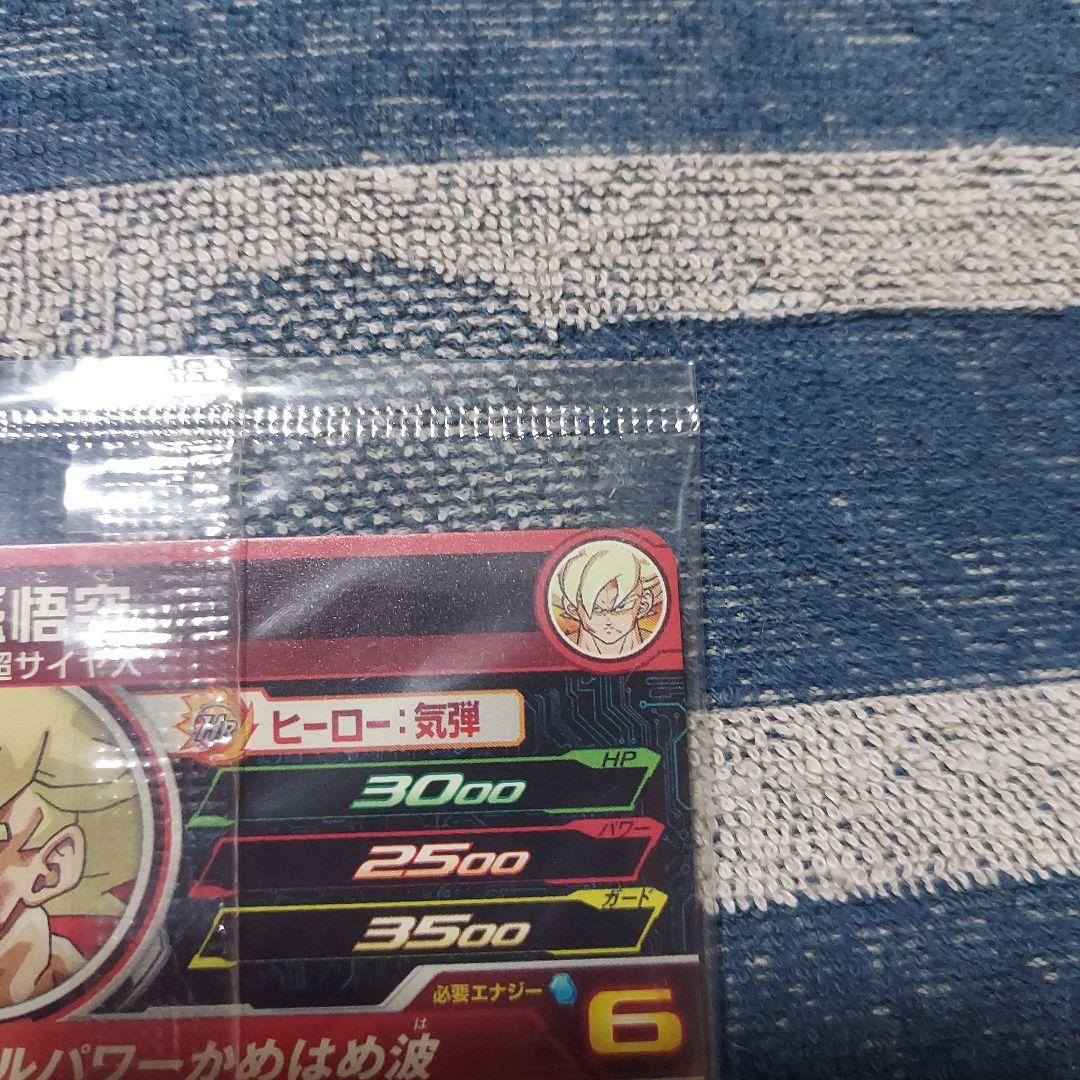 悟空
超サイヤ人
Hr
ヒーロー:気弾
HP
3000
パワー
2500
ガード
3500
必要エナジー 6
は
ルパワーかめはめ波